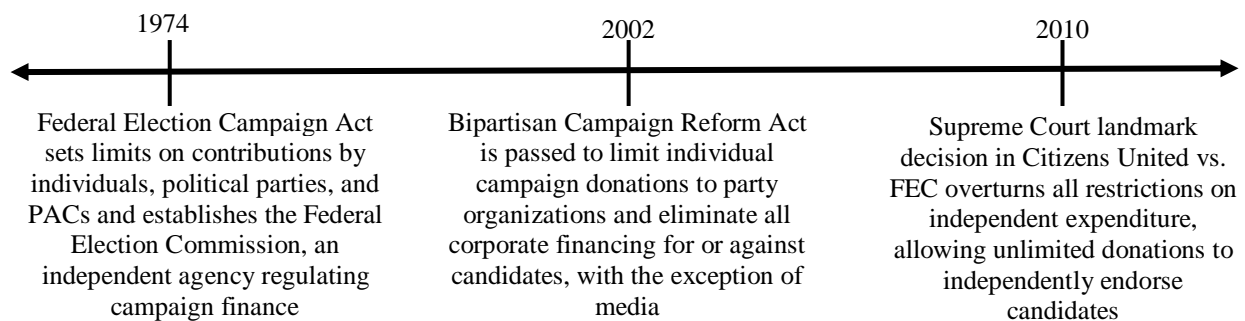 1974
2002
2010
Federal Election Campaign Act
sets limits on contributions by
individuals, political parties, and
PACs and establishes the Federal
Election Commission, an
independent agency regulating
campaign finance
Bipartisan Campaign Reform Act
is passed to limit individual
campaign donations to party
organizations and eliminate all
corporate financing for or against
candidates, with the exception of
media
Supreme Court landmark
decision in Citizens United vs.
FEC overturns all restrictions on
independent expenditure,
allowing unlimited donations to
independently endorse
candidates